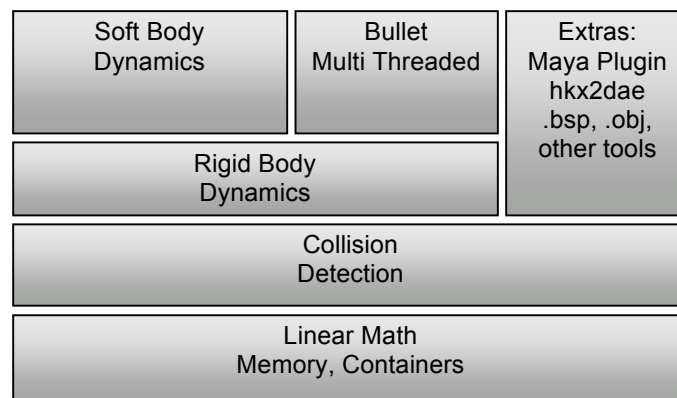 Soft Body
Dynamics
Bullet
Multi Threaded
Extras:
Maya Plugin
hkx2dae
.bsp, .obj,
other tools
Rigid Body
Dynamics
Collision
Detection
Linear Math
Memory, Containers